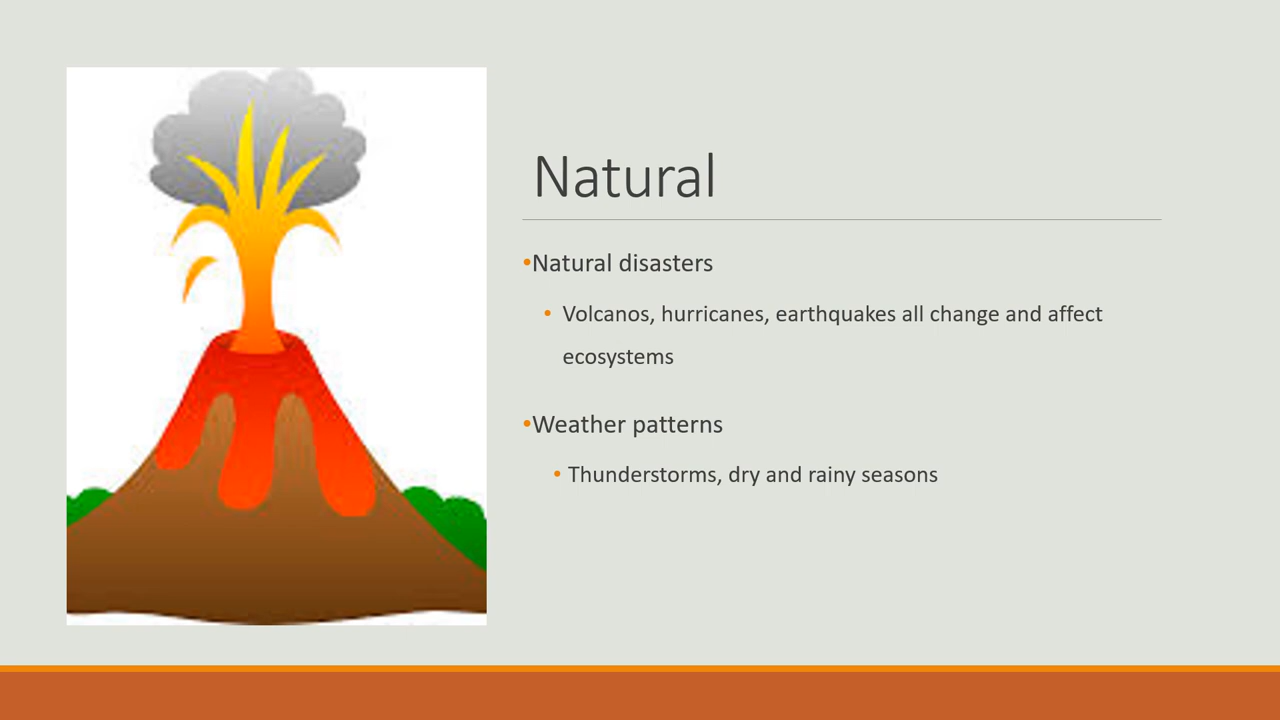 Natural
•Natural disasters
• Volcanos, hurricanes, earthquakes all change and affect
ecosystems
•Weather patterns
• Thunderstorms, dry and rainy seasons